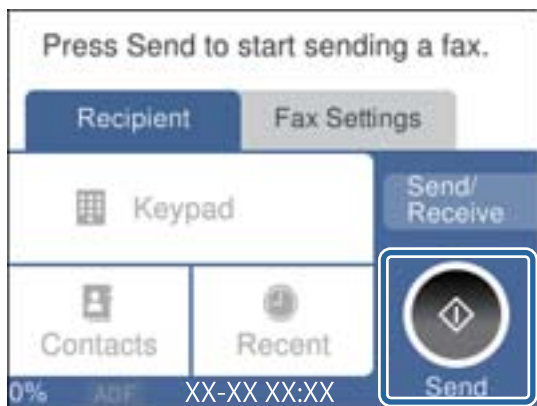 Press Send to start sending a fax.
Recipient
Fax Settings
Keypad
Send/
Receive
Contacts
Recent
0% ADF XX-XX XX:XX
Send